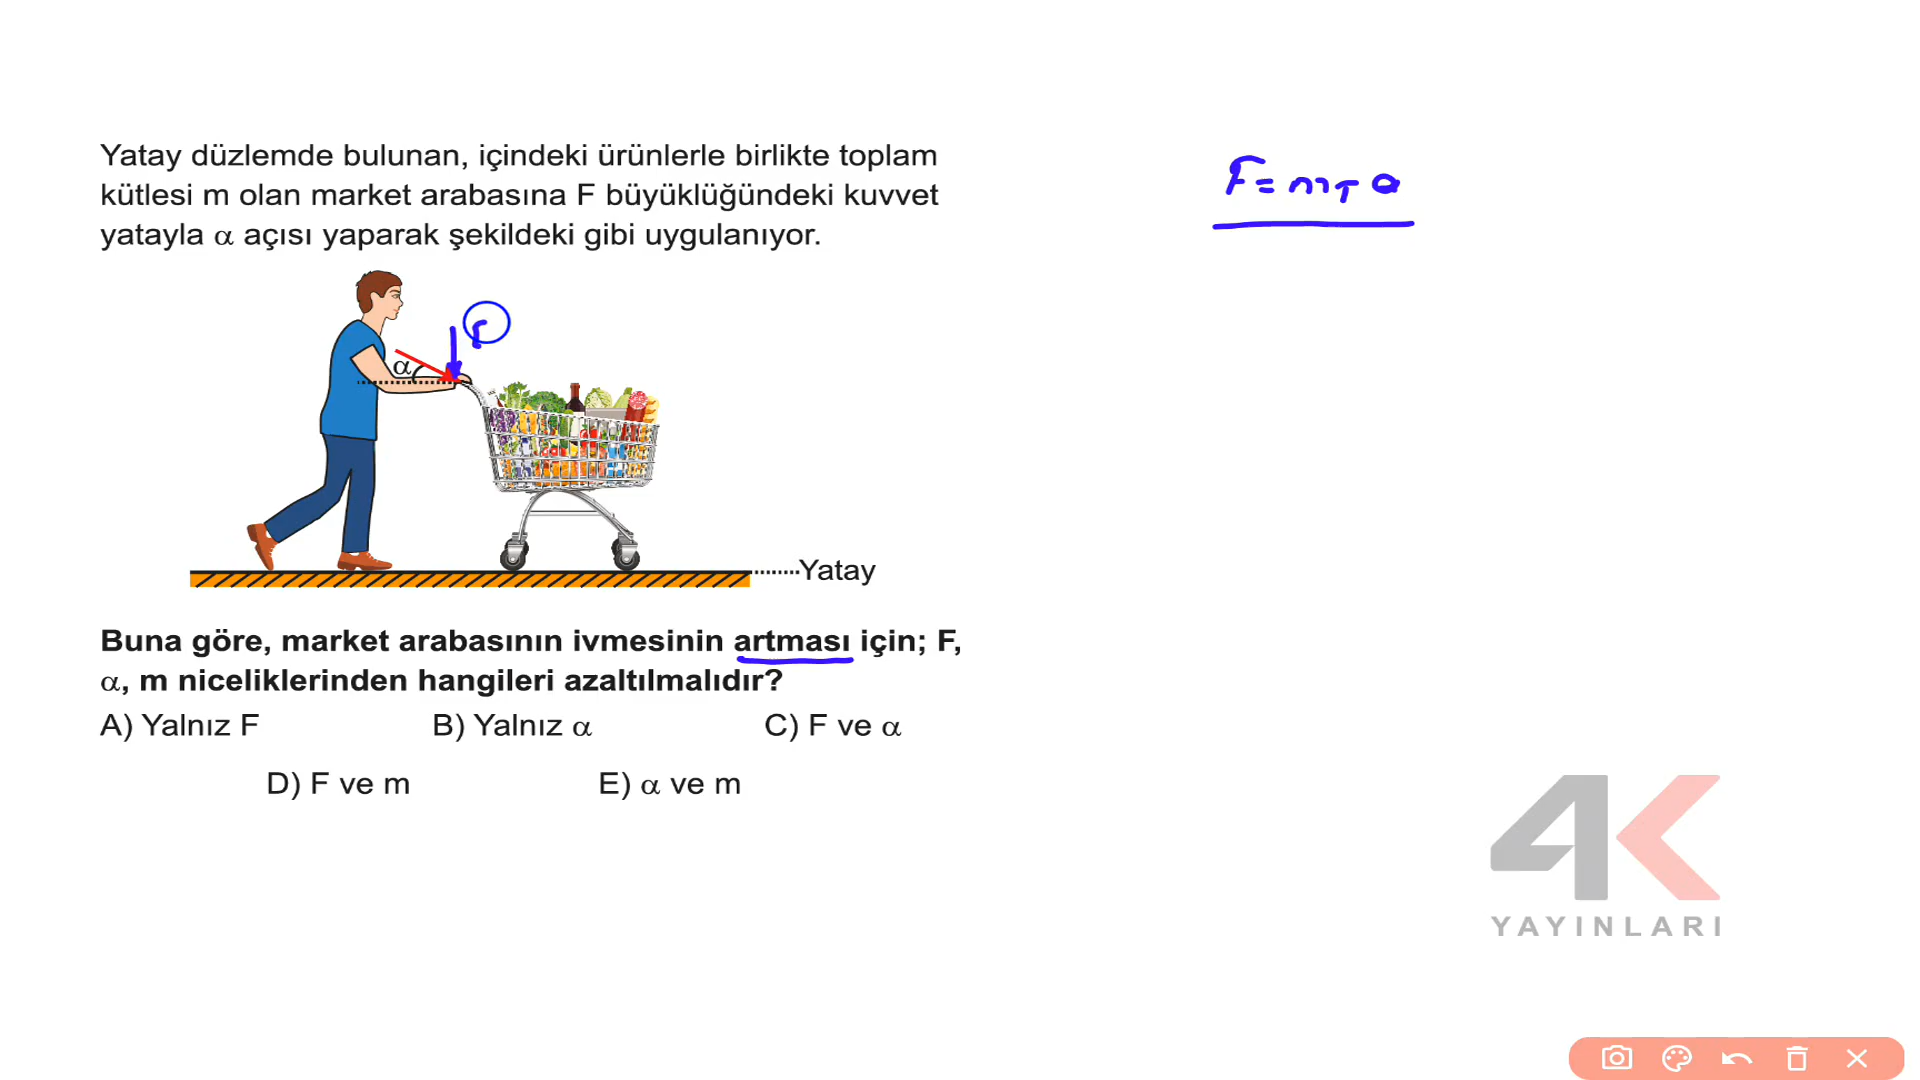 Yatay düzlemde bulunan, içindeki ürünlerle birlikte toplam
kütlesi m olan market arabasına F büyüklüğündeki kuvvet
yatayla α açısı yaparak şekildeki gibi uygulanıyor.
F = mT a
F
α
Yatay
Buna göre, market arabasının ivmesinin artması için; F,
α, m niceliklerinden hangileri azaltılmalıdır?
A) Yalnız F B) Yalnız α C) F ve α
D) F ve m E) α ve m
4K
YAYINLARI